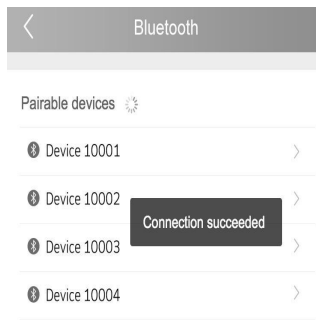 Bluetooth
Pairable devices
Device 10001
Device 10002
Connection succeeded
Device 10003
Device 10004